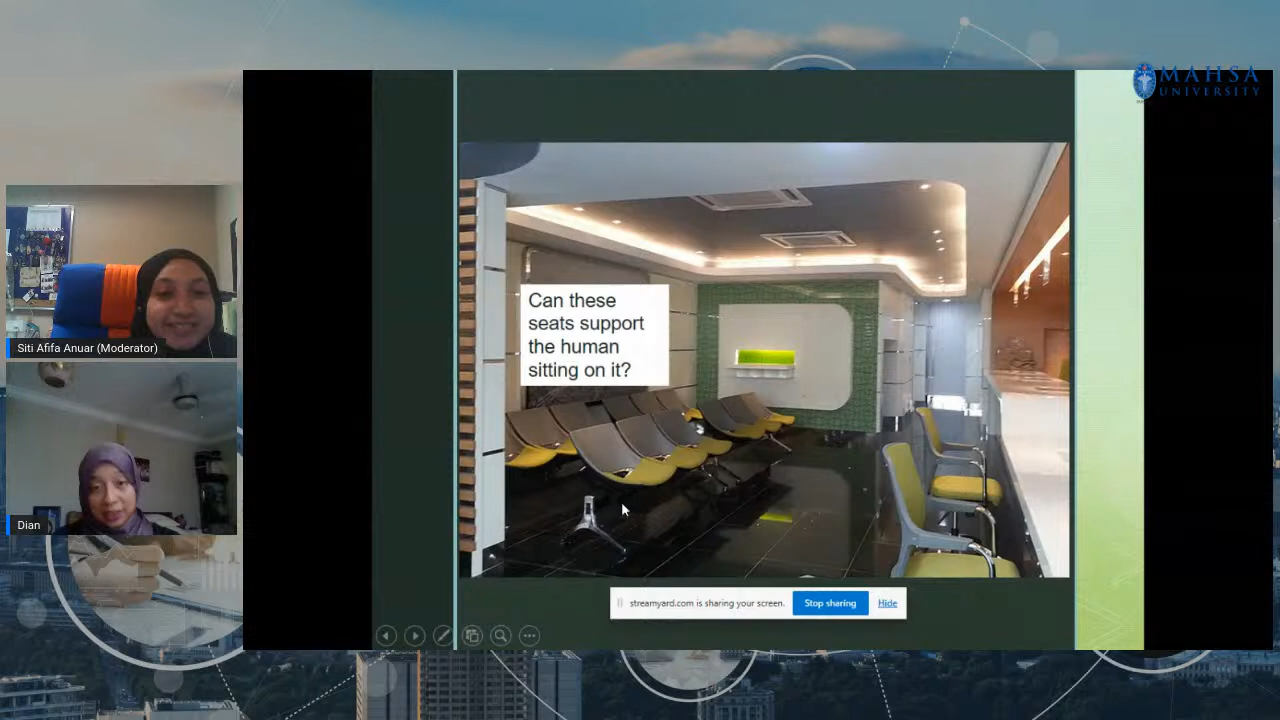 MAHSA
UNIVERSITY
Can these
seats support
the human
sitting on it?
Siti Afifa Anuar (Moderator)
Dian
streamyard.com is sharing your screen.
Stop sharing
Hide